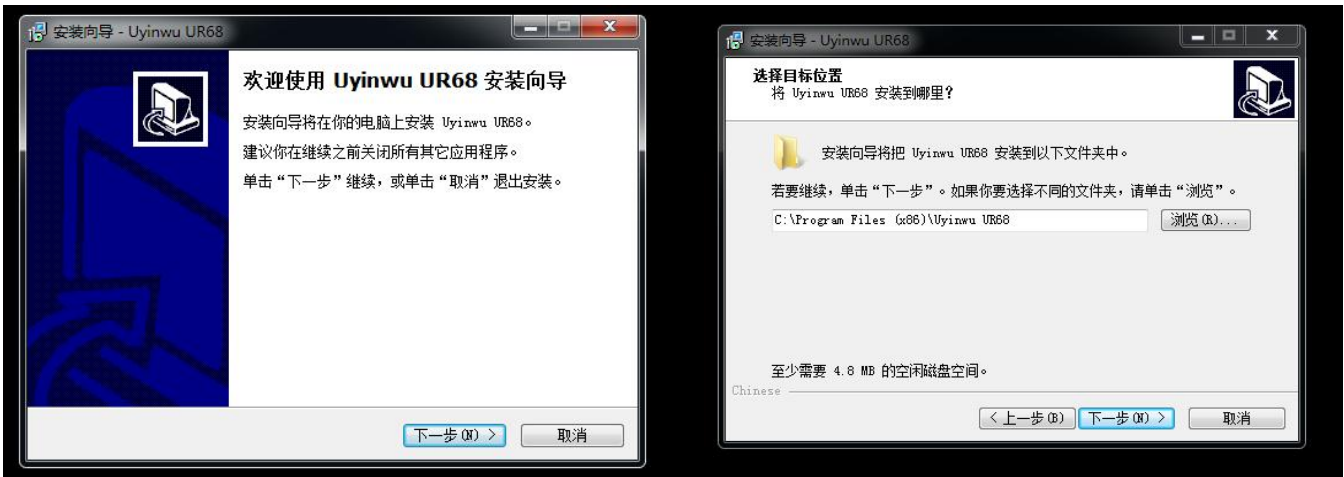 安装向导 - Uyinwu UR68
欢迎使用 Uyinwu UR68 安装向导
安装向导将在你的电脑上安装 Uyinwu UR68。
建议你在继续之前关闭所有其它应用程序。
单击“下一步”继续，或单击“取消”退出安装。
下一步(N) >
取消
安装向导 - Uyinwu UR68
选择目标位置
将 Uyinwu UR68 安装到哪里?
安装向导将把 Uyinwu UR68 安装到以下文件夹中。
若要继续，单击“下一步”。如果你要选择不同的文件夹，请单击“浏览”。
C:\Program Files (x86)\Uyinwu UR68
浏览(R)...
至少需要 4.8 MB 的空闲磁盘空间。
Chinese
< 上一步(B)
下一步(N) >
取消